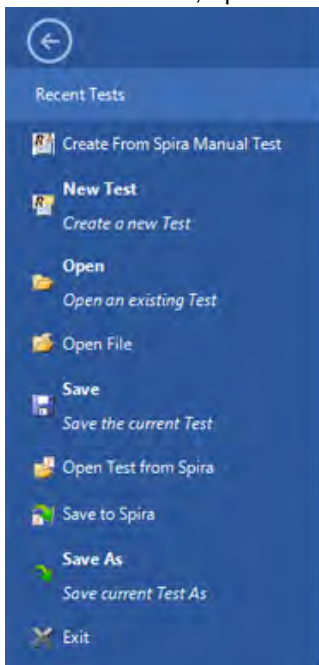 Recent Tests
Create From Spira Manual Test
New Test
Create a new Test
Open
Open an existing Test
Open File
Save
Save the current Test
Open Test from Spira
Save to Spira
Save As
Save current Test As
Exit